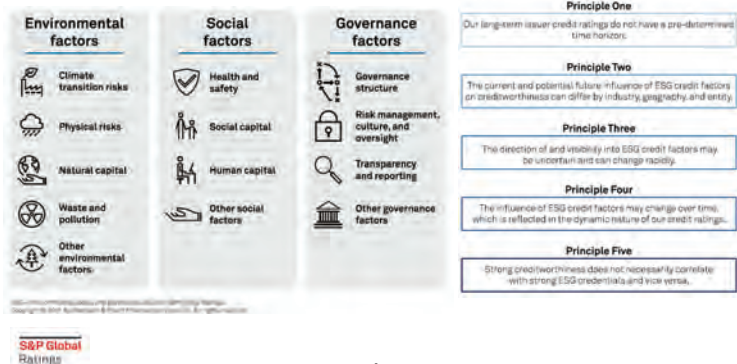 Environmental
factors
Climate
transition risks
Physical risks
Natural capital
Waste and
pollution
Other
environmental
factors
Social
factors
Health and
safety
Social capital
Human capital
Other social
factors
Governance
factors
Governance
structure
Risk management,
culture, and
oversight
Transparency
and reporting
Other governance
factors
Principle One
Our long-term issuer credit ratings do not have a pre-determined
time horizon.
Principle Two
The current and potential future influence of ESG credit factors
on creditworthiness can differ by industry, geography, and entity.
Principle Three
The direction of and visibility into ESG credit factors may
be uncertain and can change rapidly.
Principle Four
The influence of ESG credit factors may change over time,
which is reflected in the dynamic nature of our credit ratings.
Principle Five
Strong creditworthiness does not necessarily correlate
with strong ESG credentials and vice versa.
S&P Global
Ratings